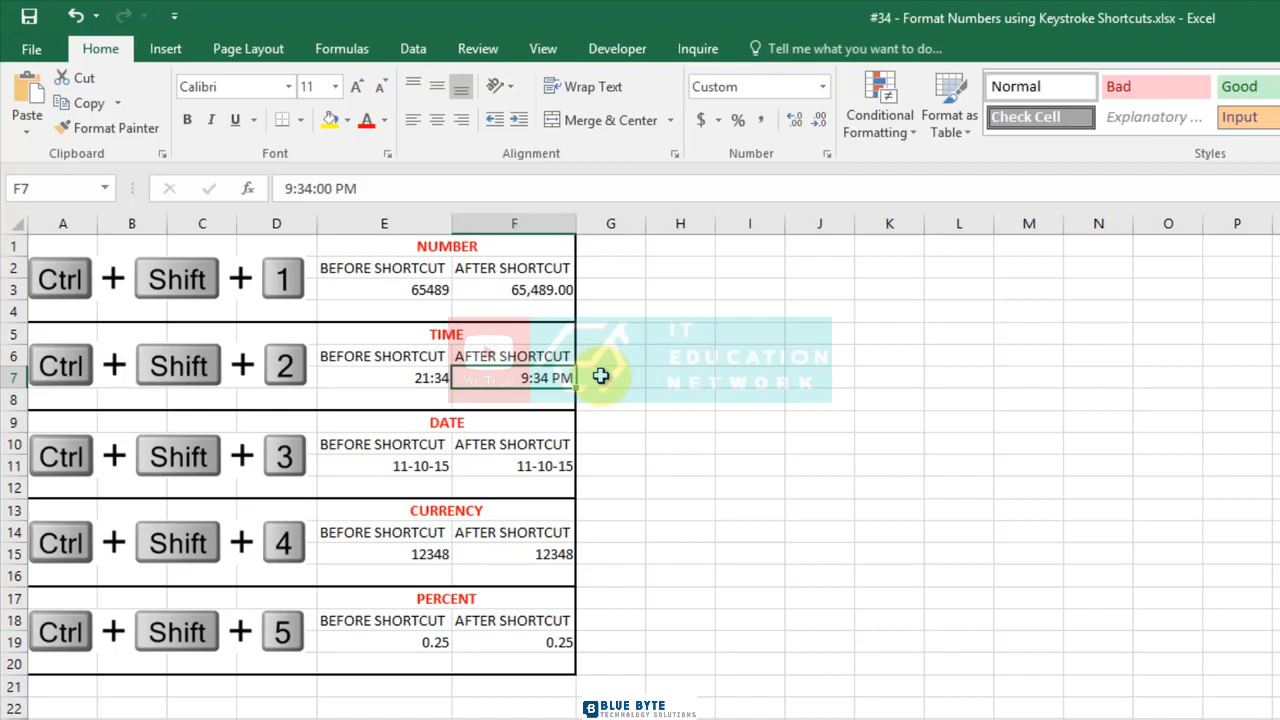 #34 - Format Numbers using Keystroke Shortcuts.xlsx - Excel
File Home Insert Page Layout Formulas Data Review View Developer Inquire Tell me what you want to do...
Paste Cut Copy Format Painter
Calibri 11
B I U A
Wrap Text
Merge & Center
Custom
$ % ,
Conditional Formatting Format as Table
Normal Bad Good
Check Cell Explanatory ... Input
Clipboard Font Alignment Number Styles
F7 fx 9:34:00 PM
A B C D E F G H I J K L M N O P
1 NUMBER
2 BEFORE SHORTCUT AFTER SHORTCUT
Ctrl + Shift + 1
3 65489 65,489.00
4
5 TIME
6 BEFORE SHORTCUT AFTER SHORTCUT
Ctrl + Shift + 2
7 21:34 9:34 PM
8
YouTube
IT
EDUCATION
NETWORK
9 DATE
10 BEFORE SHORTCUT AFTER SHORTCUT
Ctrl + Shift + 3
11 11-10-15 11-10-15
12
13 CURRENCY
14 BEFORE SHORTCUT AFTER SHORTCUT
Ctrl + Shift + 4
15 12348 12348
16
17 PERCENT
18 BEFORE SHORTCUT AFTER SHORTCUT
Ctrl + Shift + 5
19 0.25 0.25
20
21
22
BLUE BYTE
TECHNOLOGY SOLUTIONS